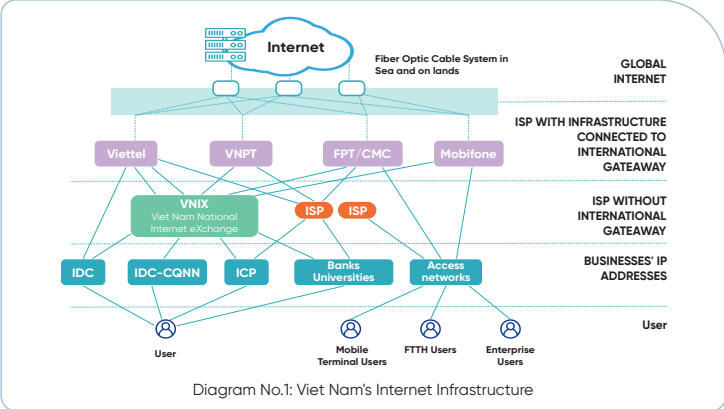 Internet
Fiber Optic Cable System in
Sea and on lands
GLOBAL
INTERNET
ISP WITH INFRASTRUCTURE
CONNECTED TO
INTERNATIONAL
GATEAWAY
Viettel
VNPT
FPT/CMC
Mobifone
VNIX
Viet Nam National
Internet eXchange
ISP
ISP
ISP WITHOUT
INTERNATIONAL
GATEAWAY
IDC
IDC-CQNN
ICP
Banks
Universities
Access
networks
BUSINESSES' IP
ADDRESSES
User
User
Mobile
Terminal Users
FTTH Users
Enterprise
Users
Diagram No.1: Viet Nam's Internet Infrastructure